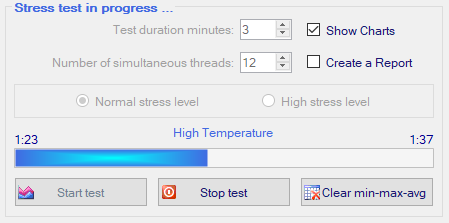 Stress test in progress ...
Test duration minutes: 3 Show Charts
Number of simultaneous threads: 12 Create a Report
Normal stress level High stress level
High Temperature
1:23 1:37
Start test Stop test Clear min-max-avg